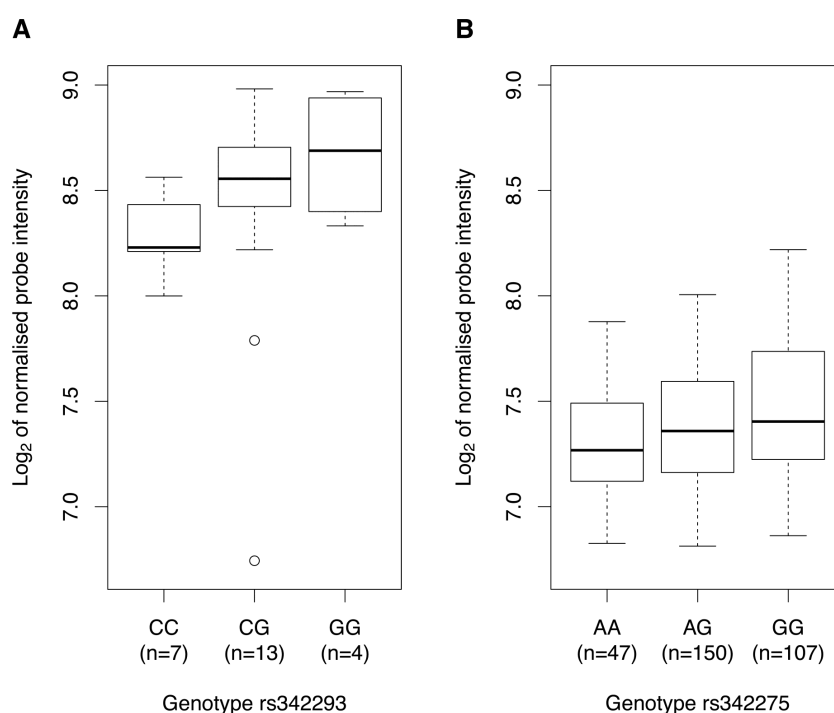 A
Log₂ of normalised probe intensity
9.0
8.5
8.0
7.5
7.0
CC CG GG
(n=7) (n=13) (n=4)
Genotype rs342293
B
Log₂ of normalised probe intensity
9.0
8.5
8.0
7.5
7.0
AA AG GG
(n=47) (n=150) (n=107)
Genotype rs342275